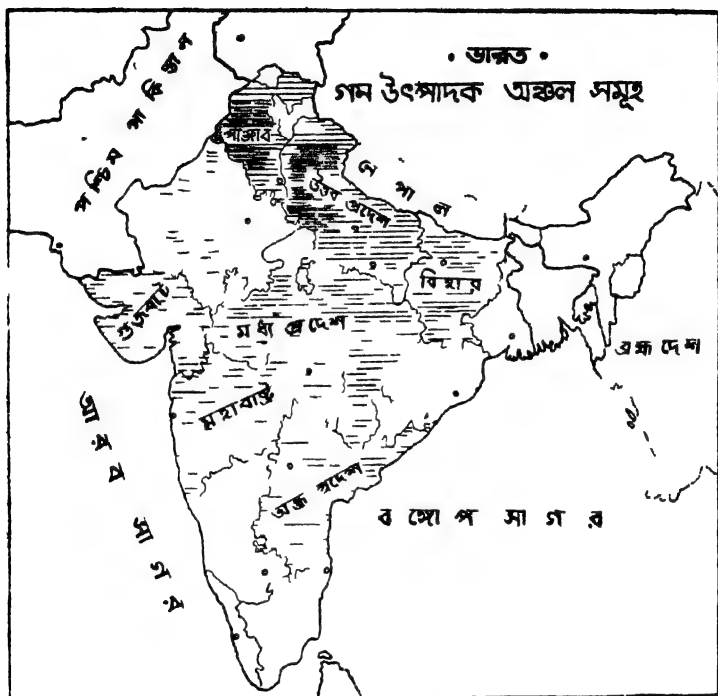 • ভারত •
গম উৎপাদক অঞ্চল সমূহ
পশ্চিম পাকিস্তান
পাঞ্জাব
নেপাল
উত্তর প্রদেশ
বিহার
গুজরাট
মধ্য প্রদেশ
ব্রহ্মদেশ
মহারাষ্ট্র
অন্ধ্র প্রদেশ
আরব সাগর
বঙ্গোপ সাগর